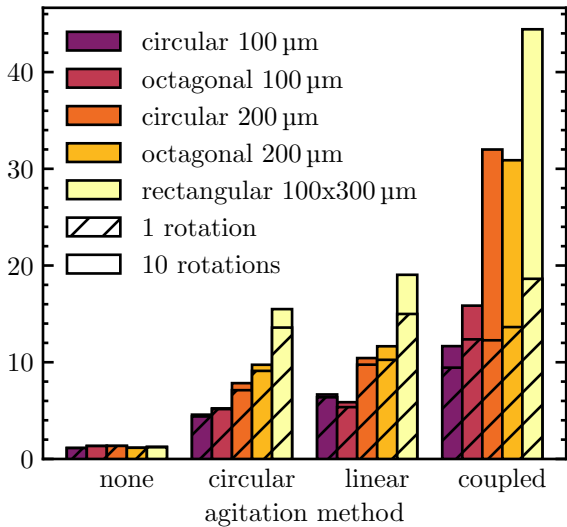 circular 100 µm
octagonal 100 µm
circular 200 µm
octagonal 200 µm
rectangular 100x300 µm
1 rotation
10 rotations
40
30
20
10
0
none circular linear coupled
agitation method